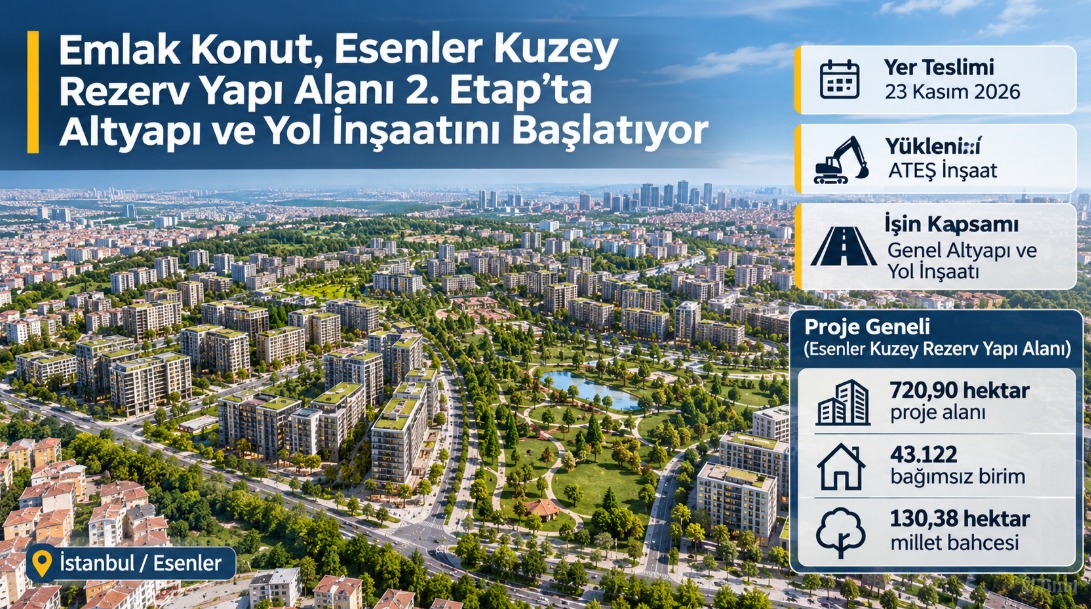 Emlak Konut, Esenler Kuzey
Rezerv Yapı Alanı 2. Etap’ta
Altyapı ve Yol İnşaatını Başlatıyor
Yer Teslimi
23 Kasım 2026
ATEŞ İnşaat
İşin Kapsamı
Genel Altyapı ve
Yol İnşaatı
Proje Geneli
(Esenler Kuzey Rezerv Yapı Alanı)
720,90 hektar
proje alanı
43.122
bağımsız birim
130,38 hektar
millet bahcesi
İstanbul / Esenler